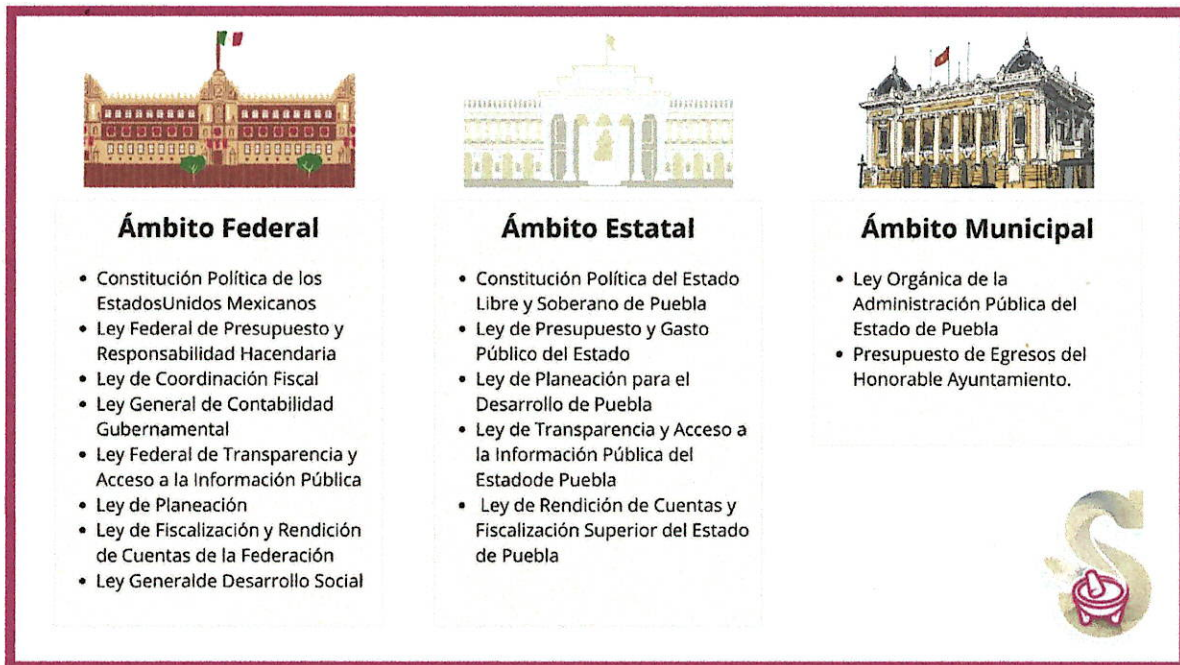 Ámbito Federal
• Constitución Política de los
EstadosUnidos Mexicanos
• Ley Federal de Presupuesto y
Responsabilidad Hacendaria
• Ley de Coordinación Fiscal
• Ley General de Contabilidad
Gubernamental
• Ley Federal de Transparencia y
Acceso a la Información Pública
• Ley de Planeación
• Ley de Fiscalización y Rendición
de Cuentas de la Federación
• Ley Generalde Desarrollo Social
Ámbito Estatal
• Constitución Política del Estado
Libre y Soberano de Puebla
• Ley de Presupuesto y Gasto
Público del Estado
• Ley de Planeación para el
Desarrollo de Puebla
• Ley de Transparencia y Acceso a
la Información Pública del
Estadode Puebla
• Ley de Rendición de Cuentas y
Fiscalización Superior del Estado
de Puebla
Ámbito Municipal
• Ley Orgánica de la
Administración Pública del
Estado de Puebla
• Presupuesto de Egresos del
Honorable Ayuntamiento.
S